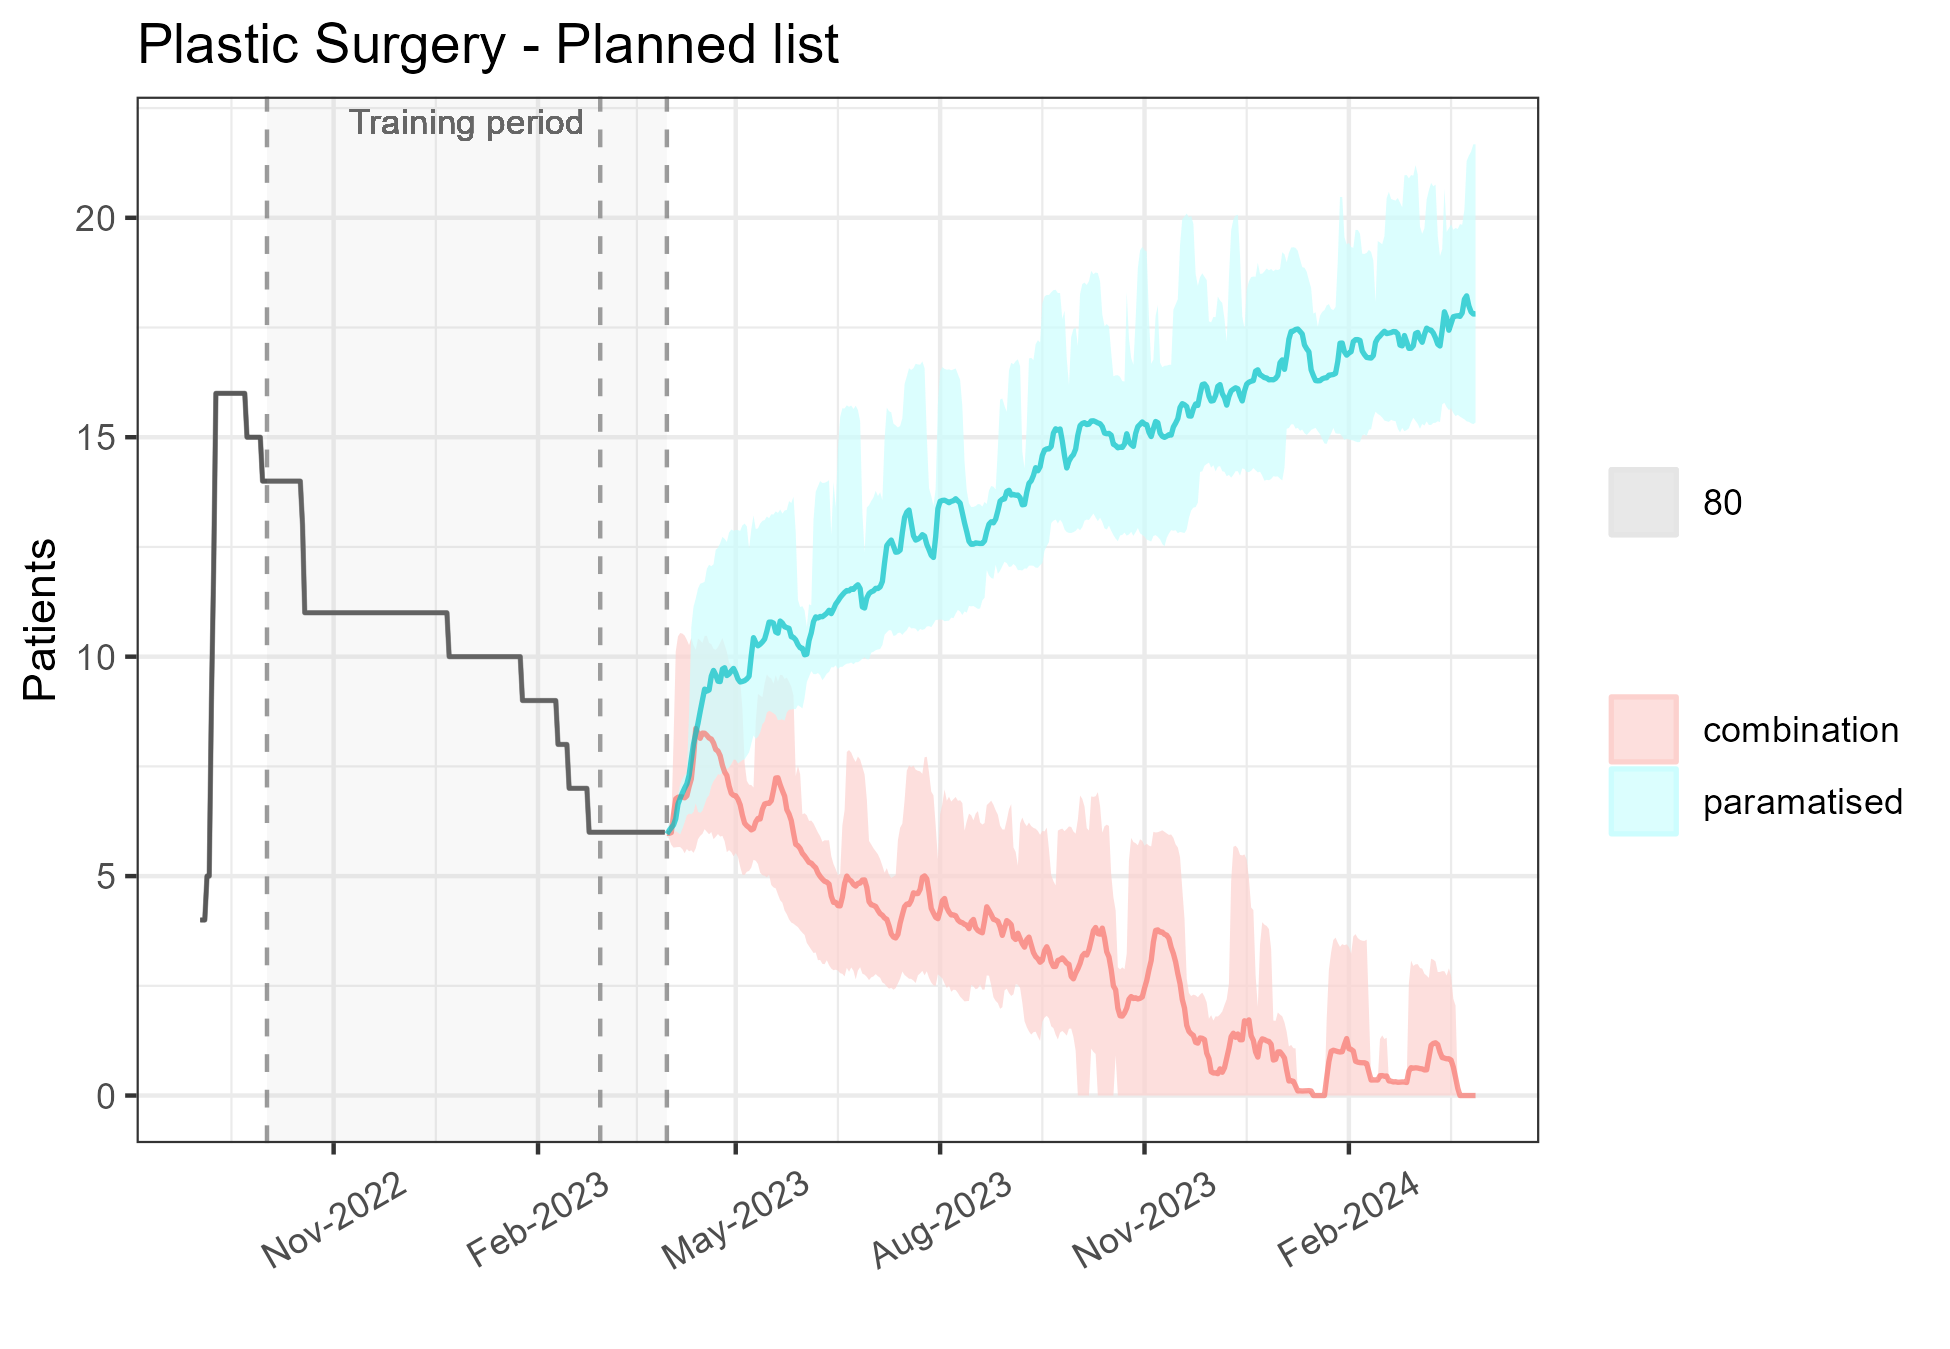 Plastic Surgery - Planned list
Training period
Patients
20
15
10
5
0
Nov-2022
Feb-2023
May-2023
Aug-2023
Nov-2023
Feb-2024
80
combination
paramatised